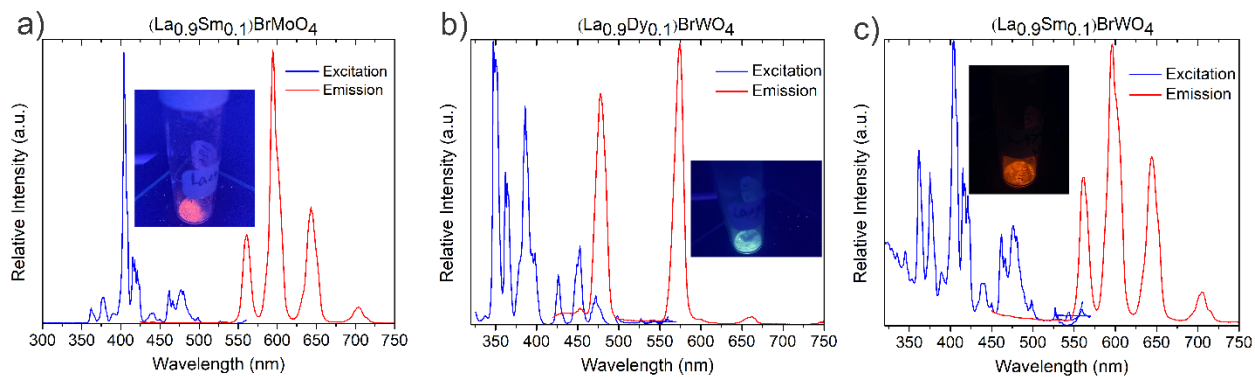 a)
(La0.9Sm0.1)BrMoO4
Relative Intensity (a.u.)
Excitation
Emission
300 350 400 450 500 550 600 650 700 750
Wavelength (nm)
b)
(La0.9Dy0.1)BrWO4
Relative Intensity (a.u.)
Excitation
Emission
350 400 450 500 550 600 650 700 750
Wavelength (nm)
c)
(La0.9Sm0.1)BrWO4
Relative Intensity (a.u.)
Excitation
Emission
350 400 450 500 550 600 650 700 750
Wavelength (nm)